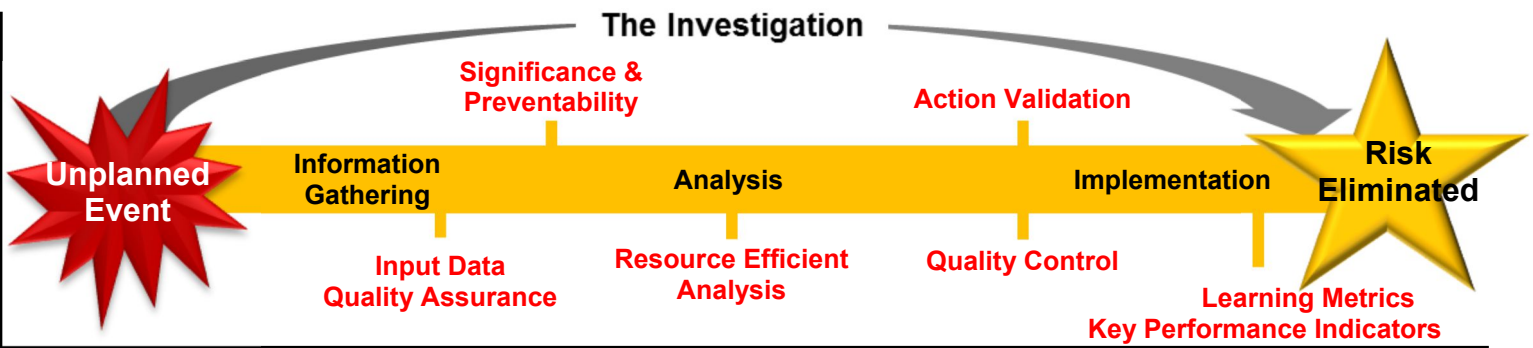 The Investigation
Significance &
Preventability
Action Validation
Unplanned
Event
Information
Gathering
Analysis
Implementation
Risk
Eliminated
Input Data
Quality Assurance
Resource Efficient
Analysis
Quality Control
Learning Metrics
Key Performance Indicators